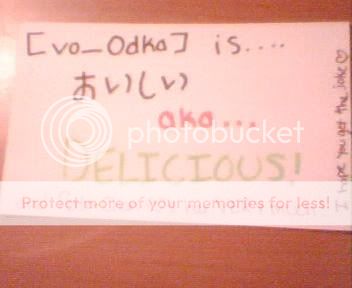 [vo_Odka] is....
おいしい
aka...
DELICIOUS!
I hope you get the joke♡
photobucket
Protect more of your memories for less!